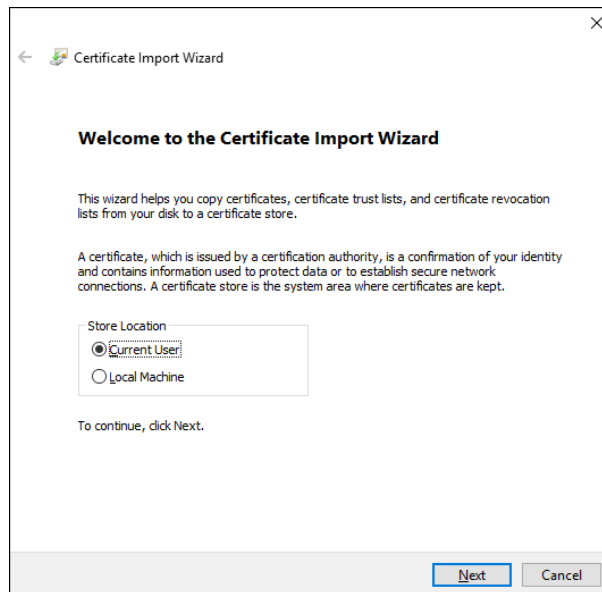 Certificate Import Wizard
Welcome to the Certificate Import Wizard
This wizard helps you copy certificates, certificate trust lists, and certificate revocation
lists from your disk to a certificate store.
A certificate, which is issued by a certification authority, is a confirmation of your identity
and contains information used to protect data or to establish secure network
connections. A certificate store is the system area where certificates are kept.
Store Location
Current User
Local Machine
To continue, click Next.
Next
Cancel